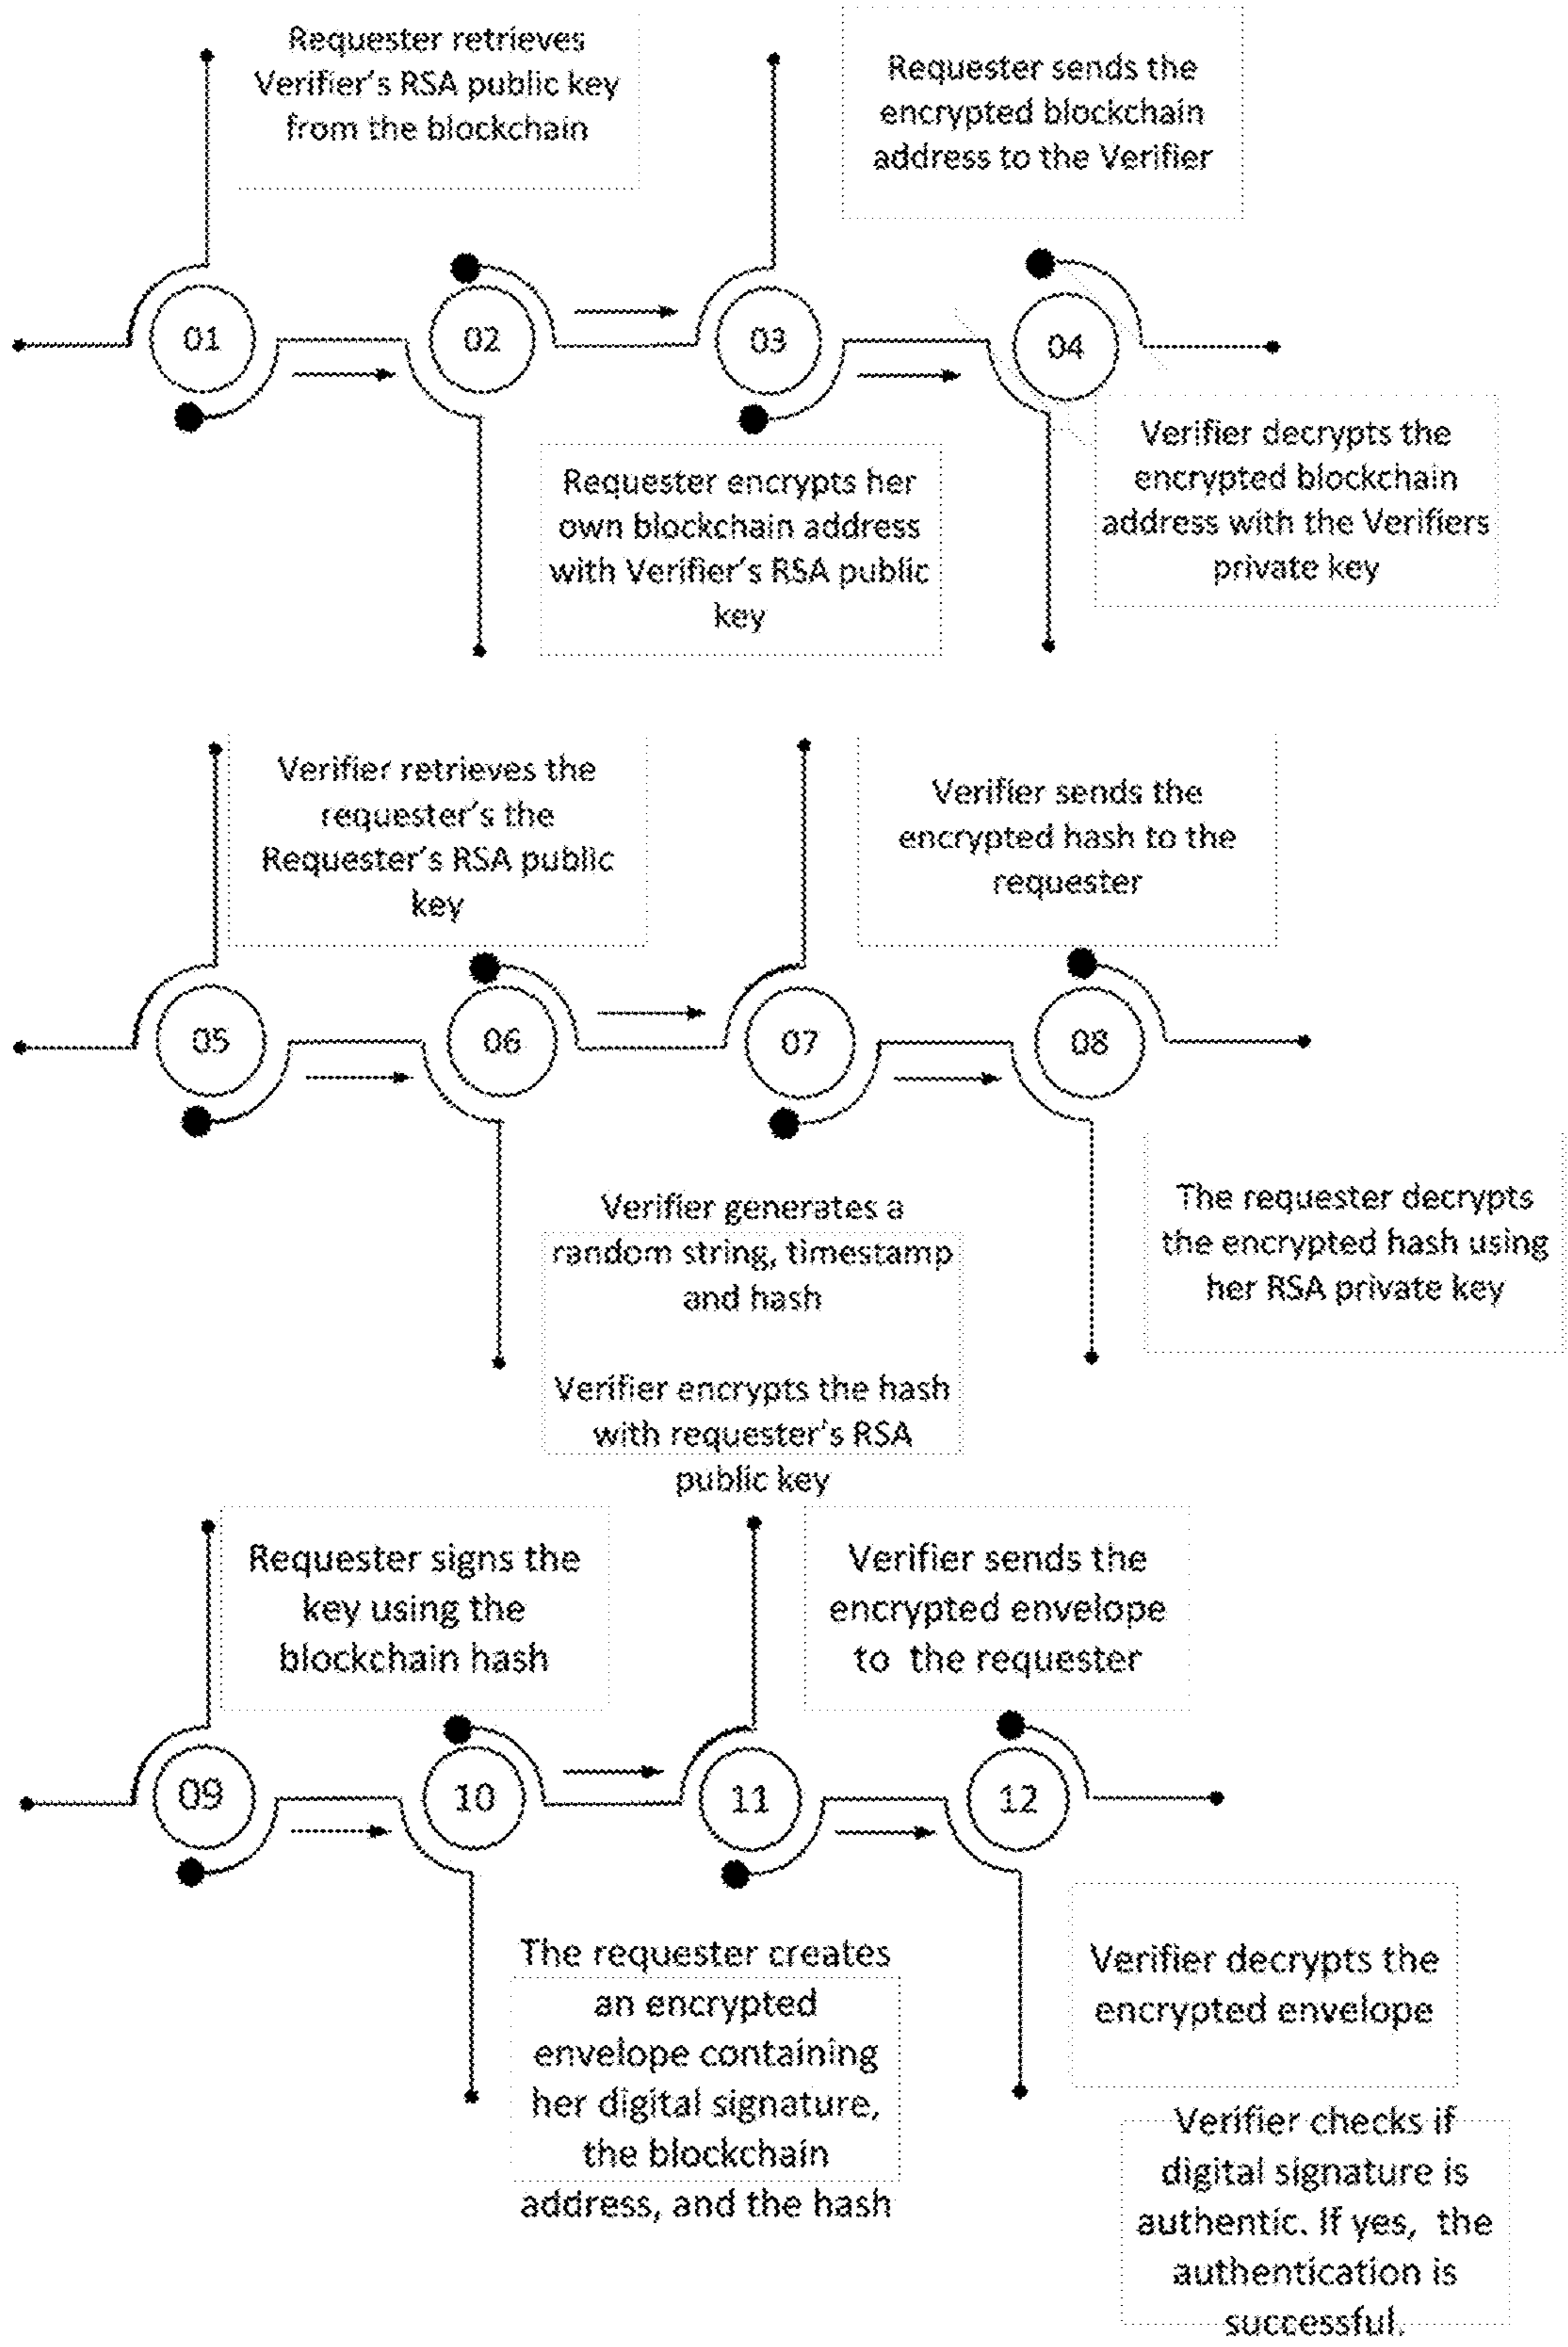 Requester retrieves
Verifier's RSA public key
from the blockchain
Requester sends the
encrypted blockchain
address to the Verifier
01
02
03
04
Requester encrypts her
own blockchain address
with Verifier's RSA public
key
Verifier decrypts the
encrypted blockchain
address with the Verifiers
private key
Verifier retrieves the
requester's the
Requester's RSA public
key
Verifier sends the
encrypted hash to the
requester
05
06
07
08
Verifier generates a
random string, timestamp
and hash
Verifier encrypts the hash
with requester's RSA
public key
The requester decrypts
the encrypted hash using
her RSA private key
Requester signs the
key using the
blockchain hash
Verifier sends the
encrypted envelope
to the requester
09
10
11
12
The requester creates
an encrypted
envelope containing
her digital signature,
the blockchain
address, and the hash
Verifier decrypts the
encrypted envelope
Verifier checks if
digital signature is
authentic. If yes, the
authentication is
successful.